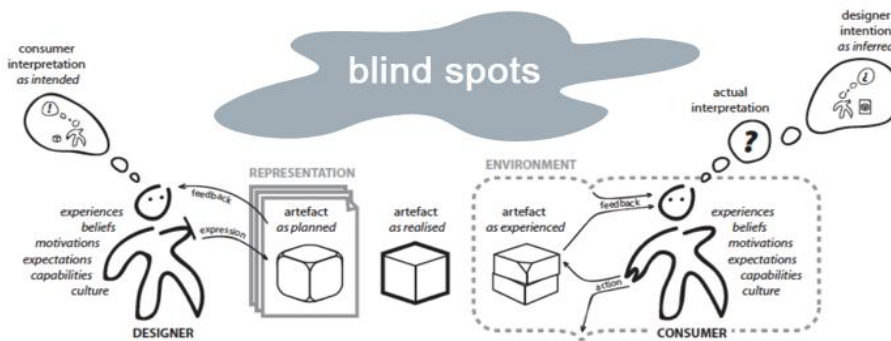 blind spots
consumer
interpretation
as intended
designer
intention
as inferred
actual
interpretation
REPRESENTATION
ENVIRONMENT
feedback
expression
artefact
as planned
artefact
as realised
artefact
as experienced
feedback
action
experiences
beliefs
motivations
expectations
capabilities
culture
experiences
beliefs
motivations
expectations
capabilities
culture
DESIGNER
CONSUMER
!
?
i